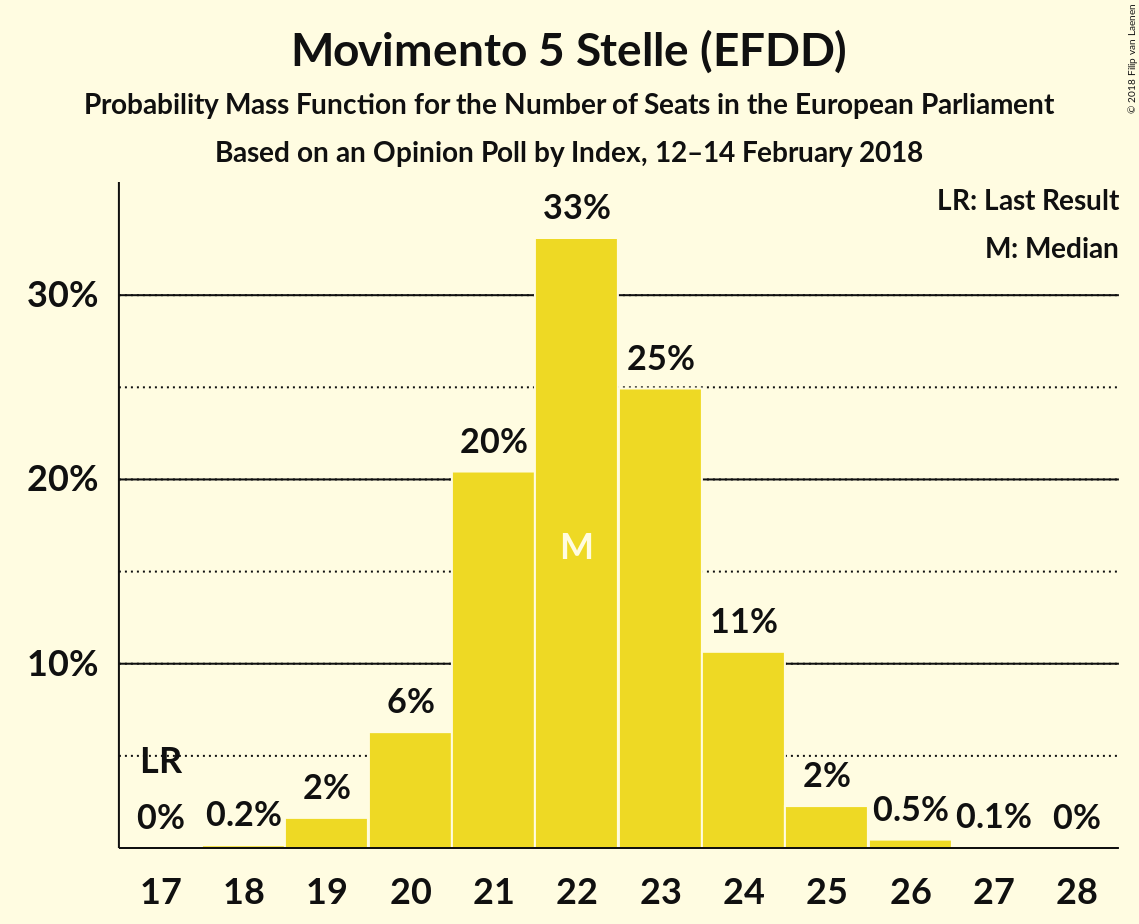 Movimento 5 Stelle (EFDD)
Probability Mass Function for the Number of Seats in the European Parliament
Based on an Opinion Poll by Index, 12–14 February 2018
© 2018 Filip van Laenen
LR: Last Result
M: Median
30%
20%
10%
LR
0%
0.2%
2%
6%
20%
33%
M
25%
11%
2%
0.5%
0.1%
0%
17 18 19 20 21 22 23 24 25 26 27 28